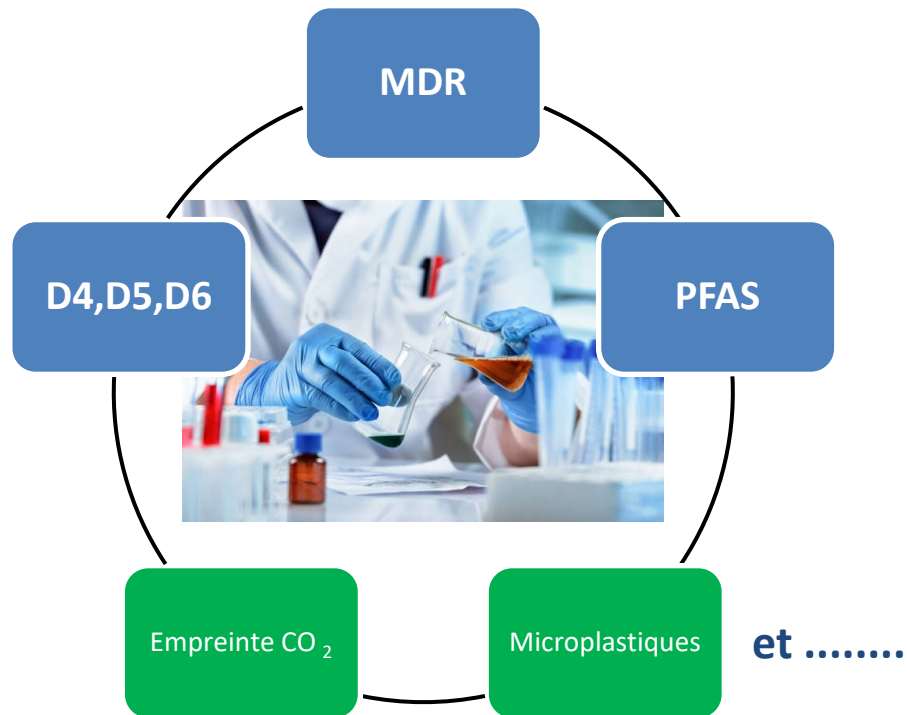 MDR
D4,D5,D6
PFAS
Empreinte CO 2
Microplastiques
et ........